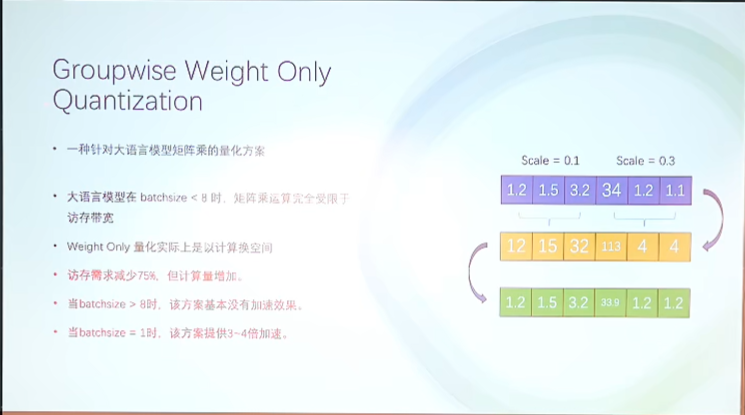 Groupwise Weight Only
Quantization
• 一种针对大语言模型矩阵乘的量化方案
• 大语言模型在 batchsize < 8 时，矩阵乘运算完全受限于
访存带宽
• Weight Only 量化实际上是以计算换空间
• 访存需求减少75%，但计算量增加。
• 当batchsize > 8时，该方案基本没有加速效果。
• 当batchsize = 1时，该方案提供3~4倍加速。
Scale = 0.1 Scale = 0.3
1.2 1.5 3.2 34 1.2 1.1
12 15 32 113 4 4
1.2 1.5 3.2 33.9 1.2 1.2